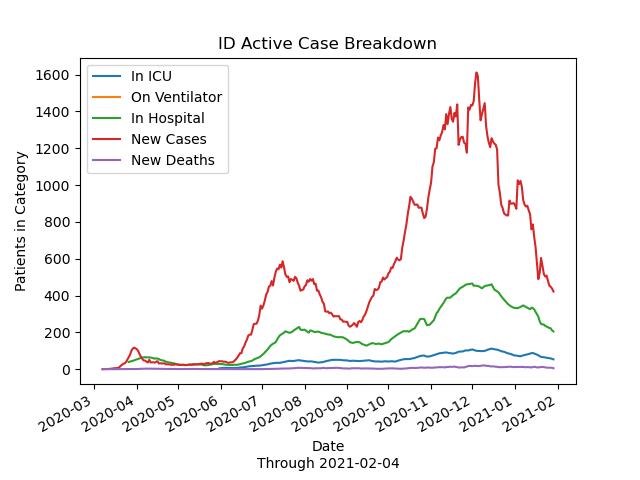 ID Active Case Breakdown
In ICU
On Ventilator
In Hospital
New Cases
New Deaths
Patients in Category
1600
1400
1200
1000
800
600
400
200
0
2020-03
2020-04
2020-05
2020-06
2020-07
2020-08
2020-09
2020-10
2020-11
2020-12
2021-01
2021-02
Date
Through 2021-02-04